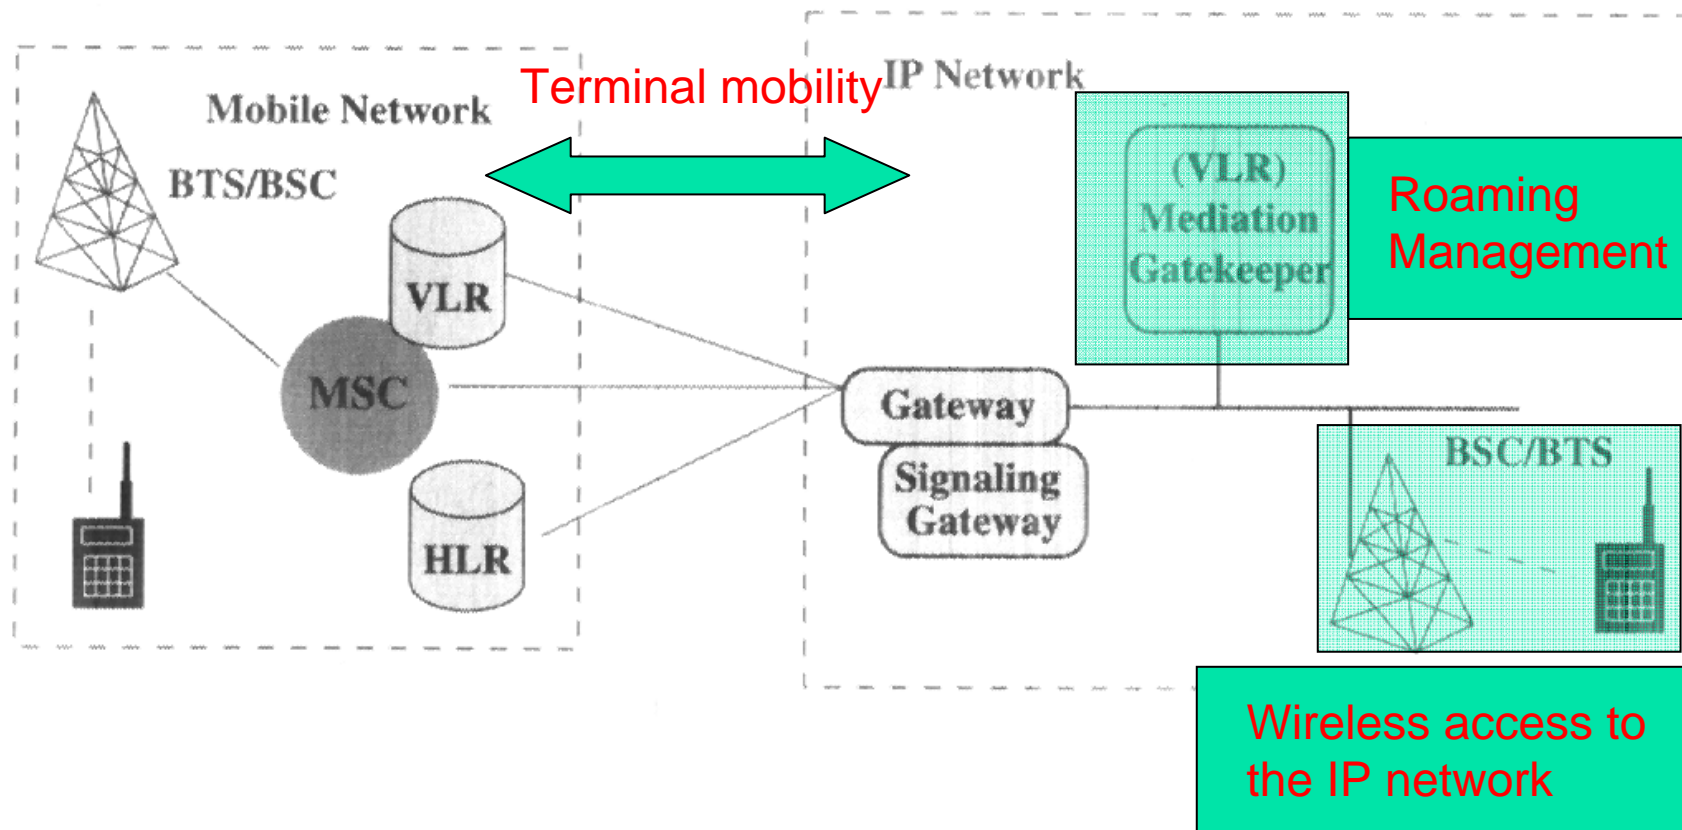 Terminal mobility
IP Network
Mobile Network
BTS/BSC
(VLR)
Mediation
Gatekeeper
Roaming
Management
VLR
MSC
Gateway
Signaling
Gateway
BSC/BTS
HLR
Wireless access to
the IP network